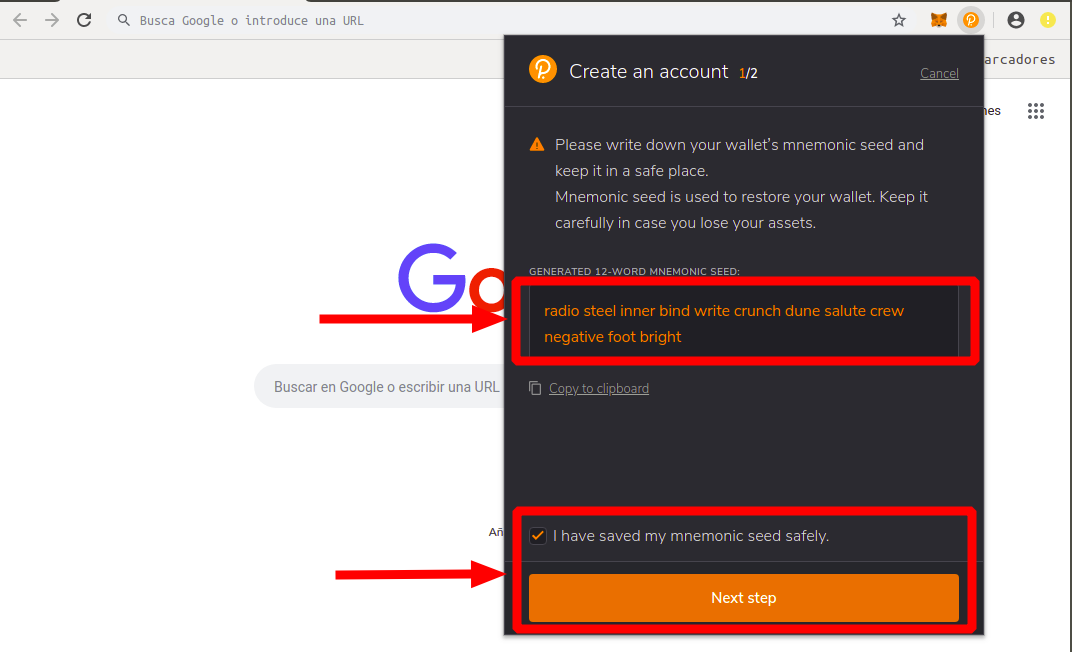 Busca Google o introduce una URL
arcadores
Create an account 1/2
Cancel
Please write down your wallet's mnemonic seed and
keep it in a safe place.
Mnemonic seed is used to restore your wallet. Keep it
carefully in case you lose your assets.
GENERATED 12-WORD MNEMONIC SEED:
radio steel inner bind write crunch dune salute crew
negative foot bright
Copy to clipboard
I have saved my mnemonic seed safely.
Next step
nes
Go
Buscar en Google o escribir una URL
Añ